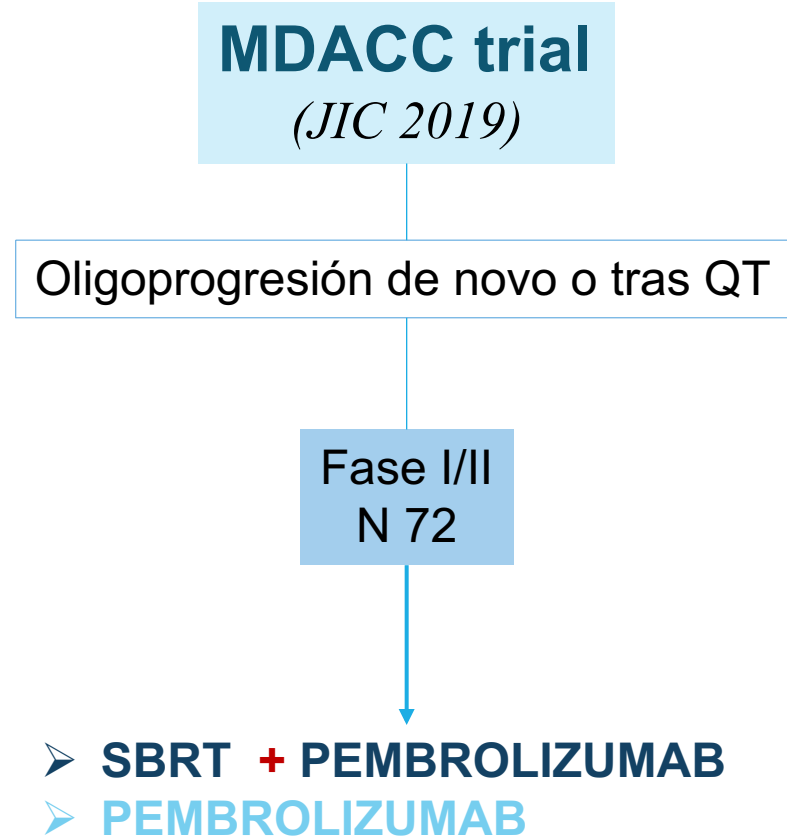 MDACC trial
(JIC 2019)
Oligoprogresión de novo o tras QT
Fase I/II
N 72
➢ SBRT + PEMBROLIZUMAB
➢ PEMBROLIZUMAB